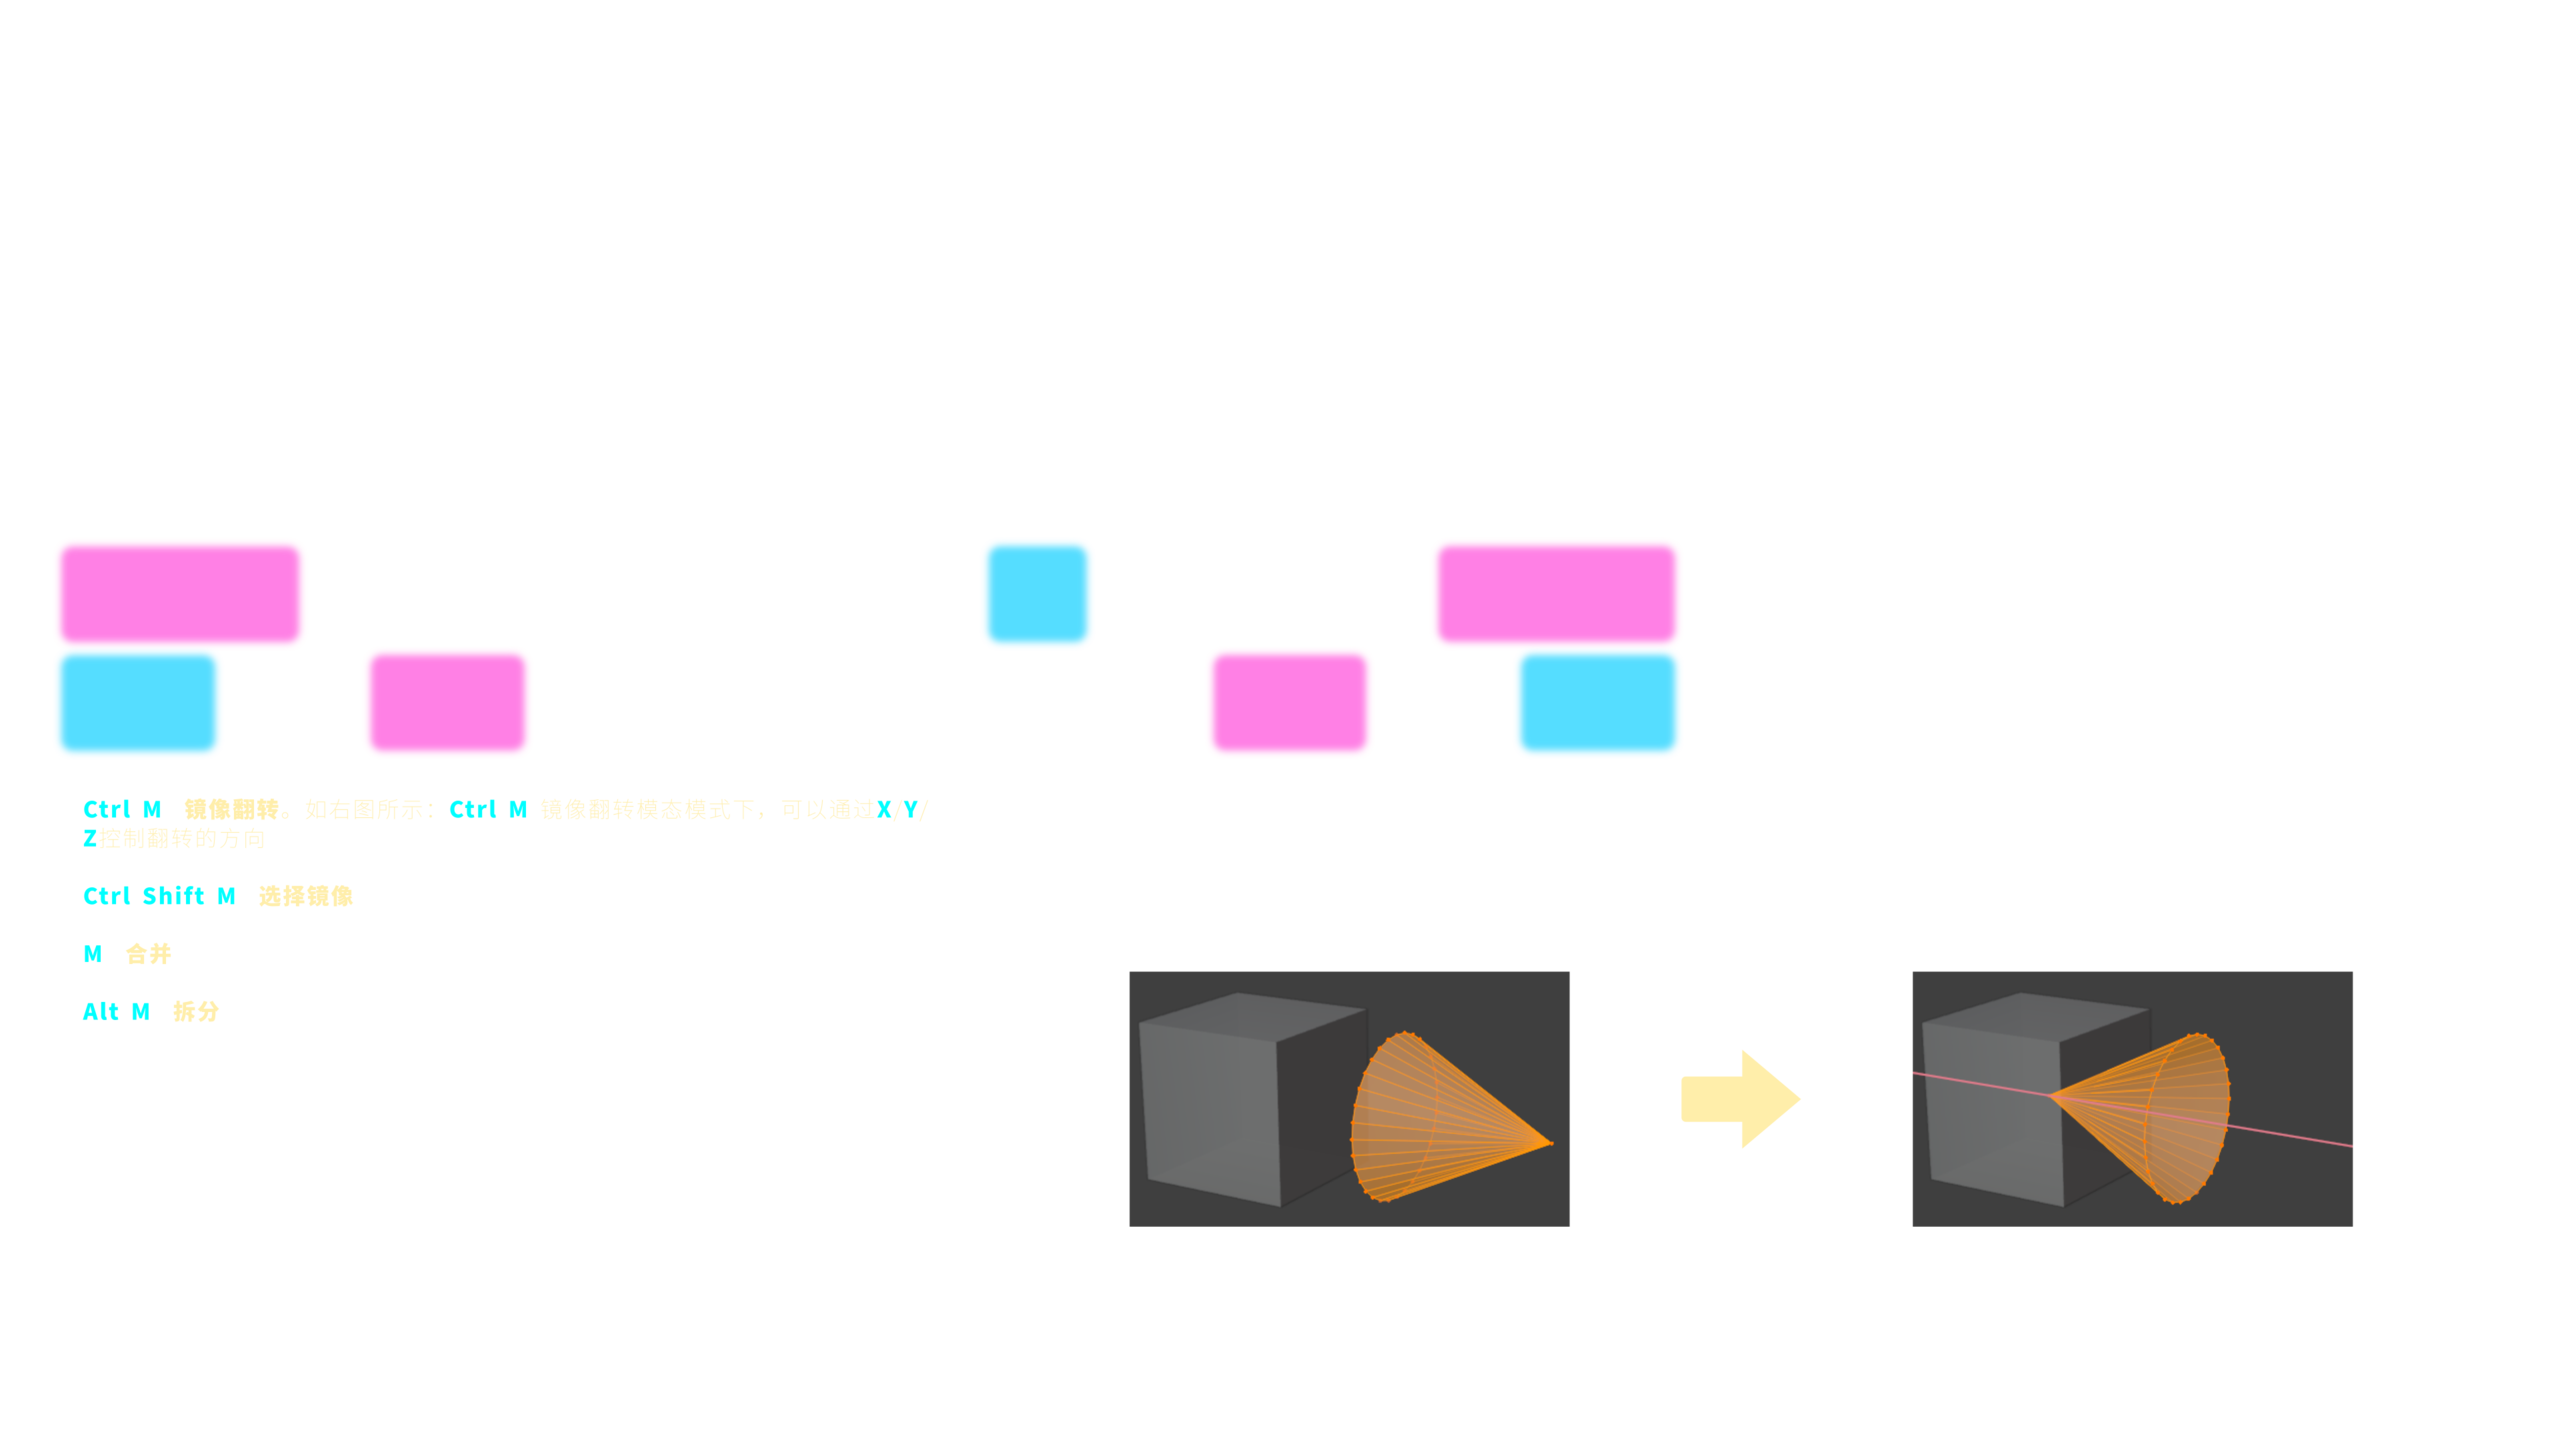 Ctrl M 镜像翻转。如右图所示：Ctrl M 镜像翻转模态模式下，可以通过X/Y/
Z控制翻转的方向
Ctrl Shift M 选择镜像
M 合并
Alt M 拆分